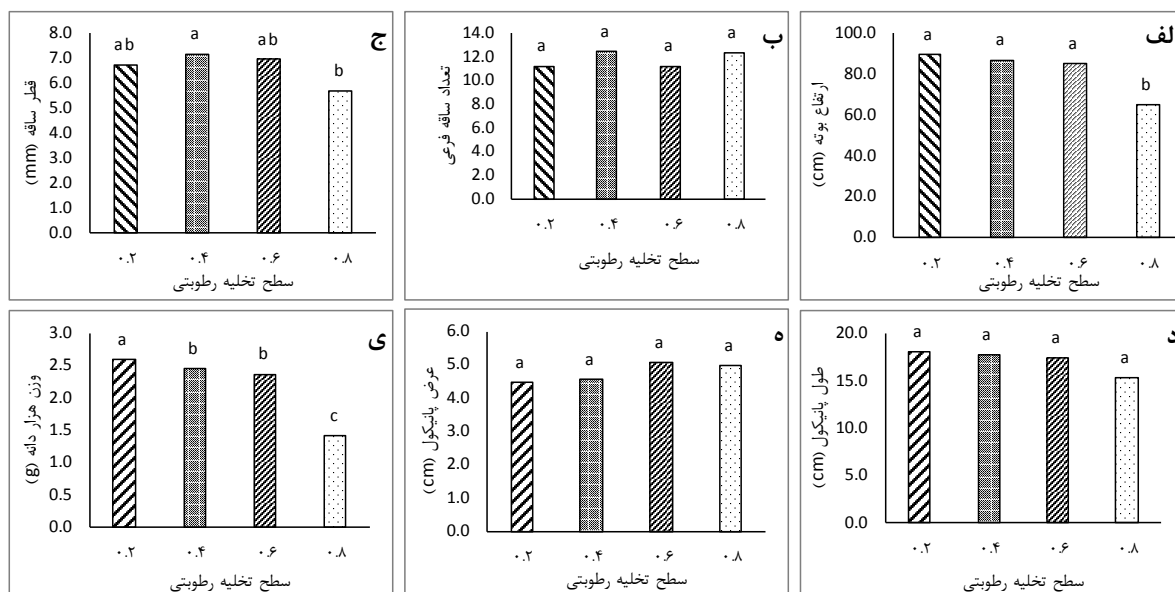 الف
ارتفاع بوته (cm)
100.0
80.0
60.0
40.0
20.0
0.0
a
a
a
b
۰.۲
۰.۴
۰.۶
۰.۸
سطح تخلیه رطوبتی
ب
تعداد ساقه فرعی
14.0
12.0
10.0
8.0
6.0
4.0
2.0
0.0
a
a
a
a
۰.۲
۰.۴
۰.۶
۰.۸
سطح تخلیه رطوبتی
ج
قطر ساقه (mm)
8.0
7.0
6.0
5.0
4.0
3.0
2.0
1.0
0.0
ab
a
ab
b
۰.۲
۰.۴
۰.۶
۰.۸
سطح تخلیه رطوبتی
د
طول پانیکول (cm)
20.0
15.0
10.0
5.0
0.0
a
a
a
a
۰.۲
۰.۴
۰.۶
۰.۸
سطح تخلیه رطوبتی
ه
عرض پانیکول (cm)
6.0
5.0
4.0
3.0
2.0
1.0
0.0
a
a
a
a
۰.۲
۰.۴
۰.۶
۰.۸
سطح تخلیه رطوبتی
ی
وزن هزار دانه (g)
3.0
2.5
2.0
1.5
1.0
0.5
0.0
a
b
b
c
۰.۲
۰.۴
۰.۶
۰.۸
سطح تخلیه رطوبتی